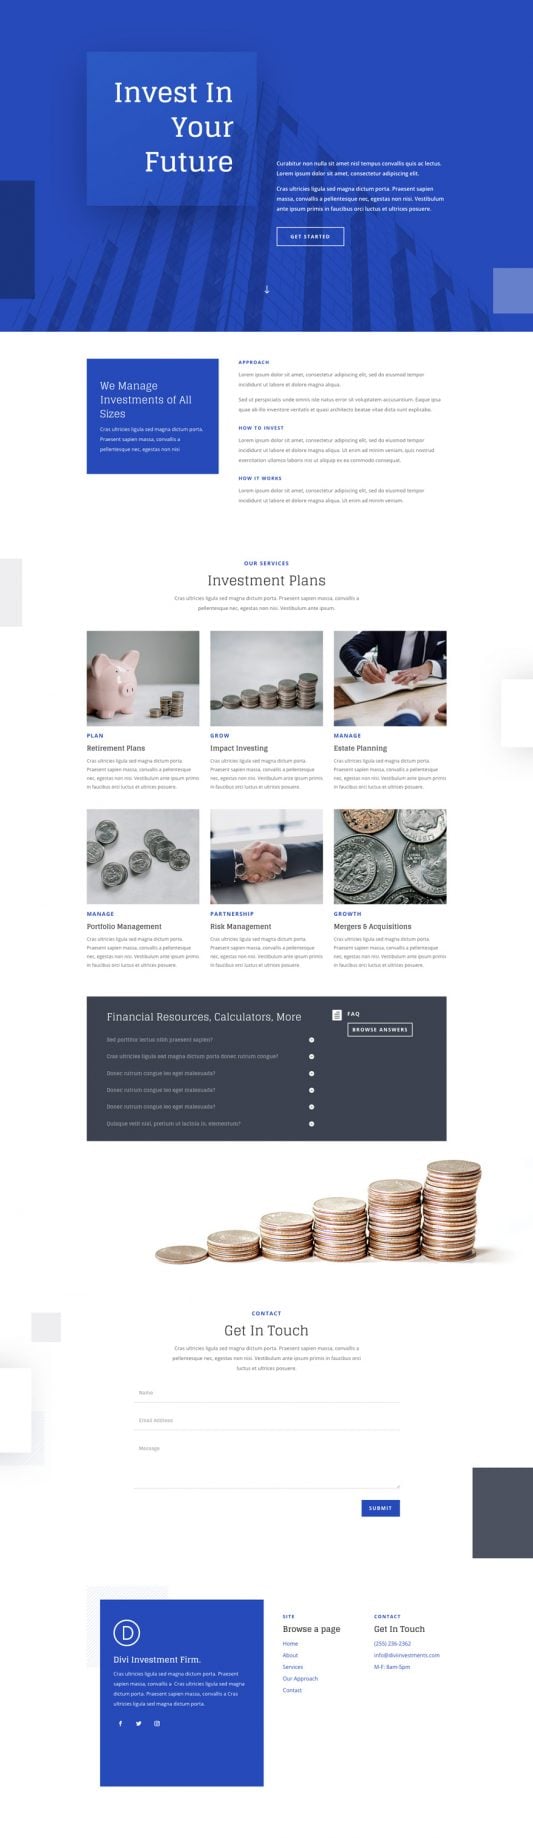 Invest In
Your
Future
Curabitur non nulla sit amet nisl tempus convallis quis ac lectus.
Lorem ipsum dolor sit amet, consectetur adipiscing elit.
Cras ultricies ligula sed magna dictum porta. Praesent sapien
massa, convallis a pellentesque nec, egestas non nisi. Vestibulum
ante ipsum primis in faucibus orci luctus et ultrices posuere.
GET STARTED
We Manage
Investments of All
Sizes
Cras ultricies ligula sed magna dictum porta.
Praesent sapien massa, convallis a
pellentesque nec, egestas non nisi
APPROACH
Lorem ipsum dolor sit amet, consectetur adipiscing elit, sed do eiusmod tempor
incididunt ut labore et dolore magna aliqua.
Sed ut perspiciatis unde omnis iste natus error sit voluptatem accusantium. Eaque ipsa
quae ab illo inventore veritatis et quasi architecto beatae vitae dicta sunt explicabo.
HOW TO INVEST
Lorem ipsum dolor sit amet, consectetur adipiscing elit, sed do eiusmod tempor
incididunt ut labore et dolore magna aliqua. Ut enim ad minim veniam, quis nostrud
exercitation ullamco laboris nisi ut aliquip ex ea commodo consequat.
HOW IT WORKS
Lorem ipsum dolor sit amet, consectetur adipiscing elit, sed do eiusmod tempor
incididunt ut labore et dolore magna aliqua. Ut enim ad minim veniam.
OUR SERVICES
Investment Plans
Cras ultricies ligula sed magna dictum porta. Praesent sapien massa, convallis a
pellentesque nec, egestas non nisi. Vestibulum ante ipsum.
PLAN
Retirement Plans
Cras ultricies ligula sed magna dictum porta.
Praesent sapien massa, convallis a pellentesque
nec, egestas non nisi. Vestibulum ante ipsum primis
in faucibus orci luctus et ultrices posuere.
GROW
Impact Investing
Cras ultricies ligula sed magna dictum porta.
Praesent sapien massa, convallis a pellentesque
nec, egestas non nisi. Vestibulum ante ipsum primis
in faucibus orci luctus et ultrices posuere.
MANAGE
Estate Planning
Cras ultricies ligula sed magna dictum porta.
Praesent sapien massa, convallis a pellentesque
nec, egestas non nisi. Vestibulum ante ipsum primis
in faucibus orci luctus et ultrices posuere.
MANAGE
Portfolio Management
Cras ultricies ligula sed magna dictum porta.
Praesent sapien massa, convallis a pellentesque
nec, egestas non nisi. Vestibulum ante ipsum primis
in faucibus orci luctus et ultrices posuere.
PARTNERSHIP
Risk Management
Cras ultricies ligula sed magna dictum porta.
Praesent sapien massa, convallis a pellentesque
nec, egestas non nisi. Vestibulum ante ipsum primis
in faucibus orci luctus et ultrices posuere.
GROWTH
Mergers & Acquisitions
Cras ultricies ligula sed magna dictum porta.
Praesent sapien massa, convallis a pellentesque
nec, egestas non nisi. Vestibulum ante ipsum primis
in faucibus orci luctus et ultrices posuere.
Financial Resources, Calculators, More
Sed porttitor lectus nibh praesent sapien?
Cras ultricies ligula sed magna dictum porta donec rutrum congue?
Donec rutrum congue leo eget malesuada?
Donec rutrum congue leo eget malesuada?
Donec rutrum congue leo eget malesuada?
Quisque velit nisi, pretium ut lacinia in, elementum?
FAQ
BROWSE ANSWERS
CONTACT
Get In Touch
Cras ultricies ligula sed magna dictum porta. Praesent sapien massa, convallis a
pellentesque nec, egestas non nisi. Vestibulum ante ipsum primis in faucibus orci
luctus et ultrices posuere.
Name
Email Address
Message
SUBMIT
D
Divi Investment Firm.
Cras ultricies ligula sed magna dictum porta. Praesent
sapien massa, convallis a Cras ultricies ligula sed magna
dictum porta. Praesent sapien massa, convallis a Cras
ultricies ligula sed magna dictum porta.
SITE
Browse a page
Home
About
Services
Our Approach
Contact
CONTACT
Get In Touch
(255) 236-2362
info@diviinvestments.com
M-F: 8am-5pm